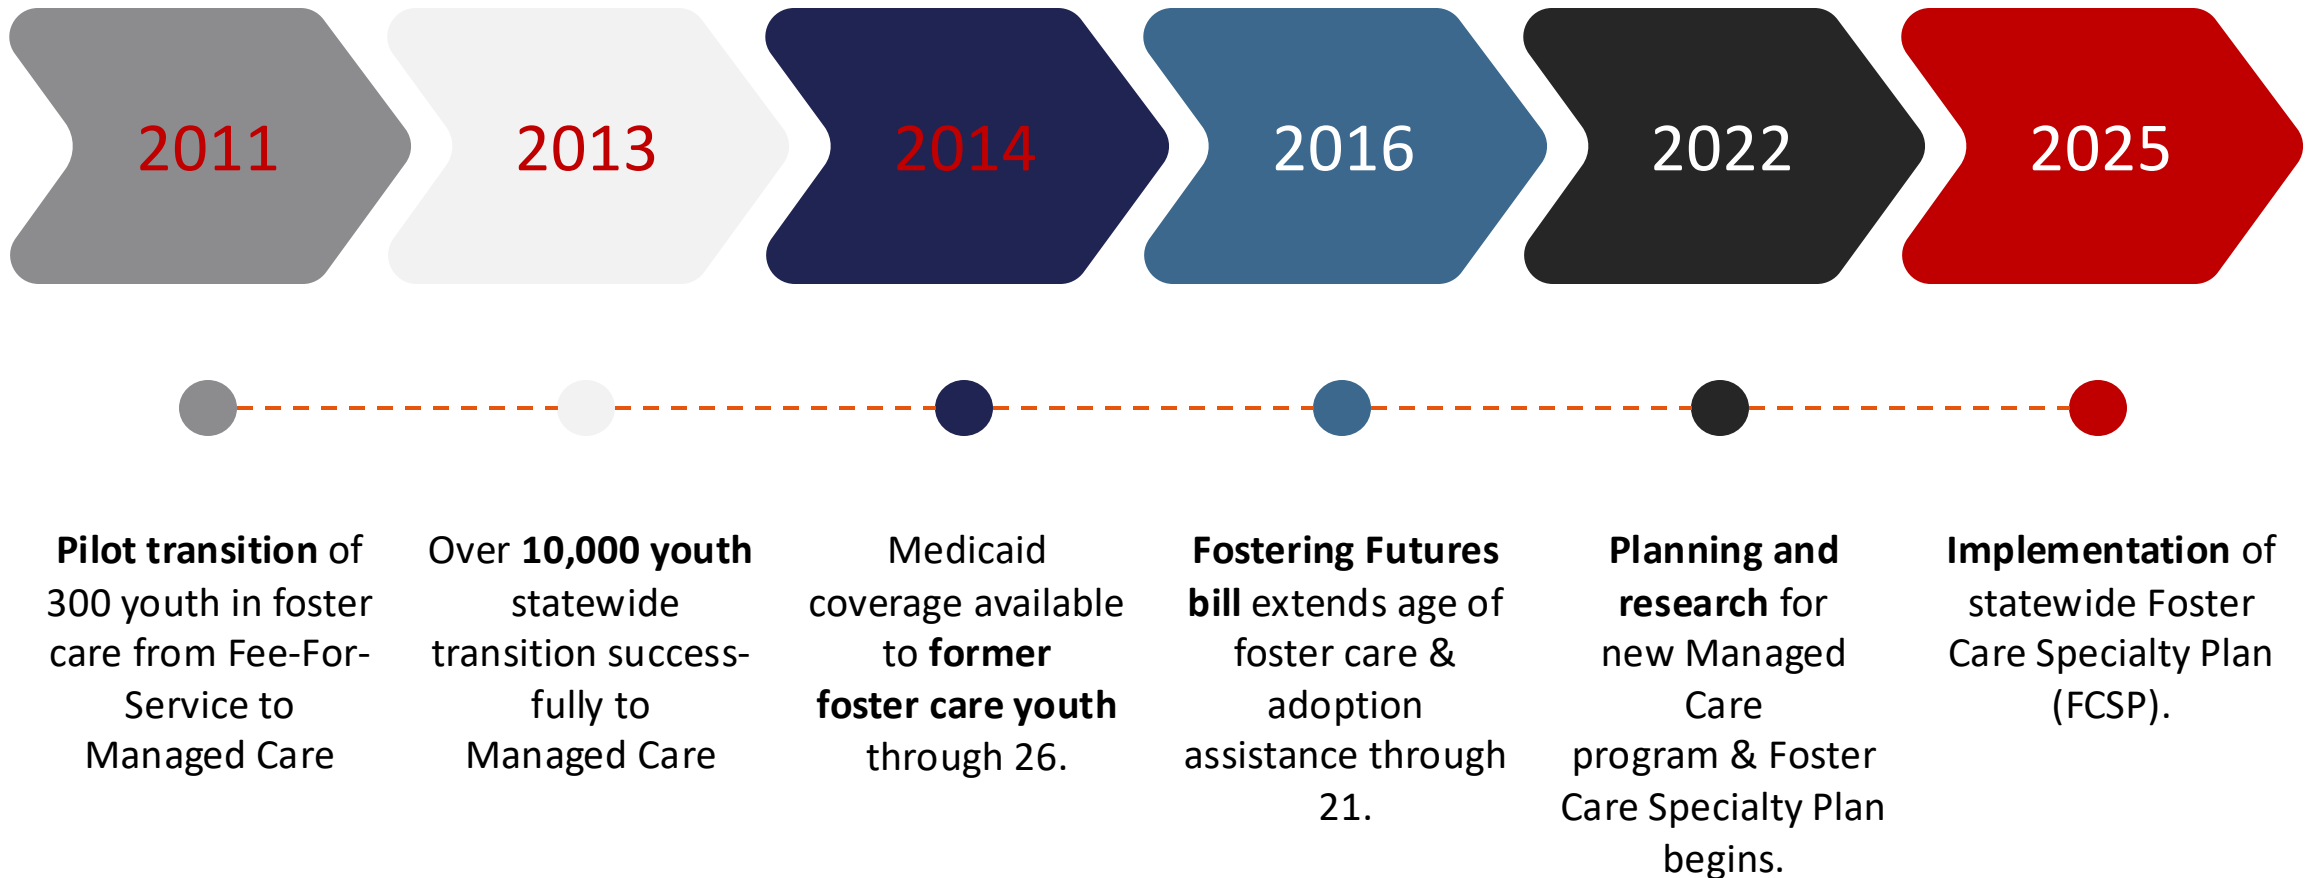 2011
2013
2014
2016
2022
2025
Pilot transition of
300 youth in foster
care from Fee-For-
Service to
Managed Care
Over 10,000 youth
statewide
transition success-
fully to
Managed Care
Medicaid
coverage available
to former
foster care youth
through 26.
Fostering Futures
bill extends age of
foster care &
adoption
assistance through
21.
Planning and
research for
new Managed
Care
program & Foster
Care Specialty Plan
begins.
Implementation of
statewide Foster
Care Specialty Plan
(FCSP).